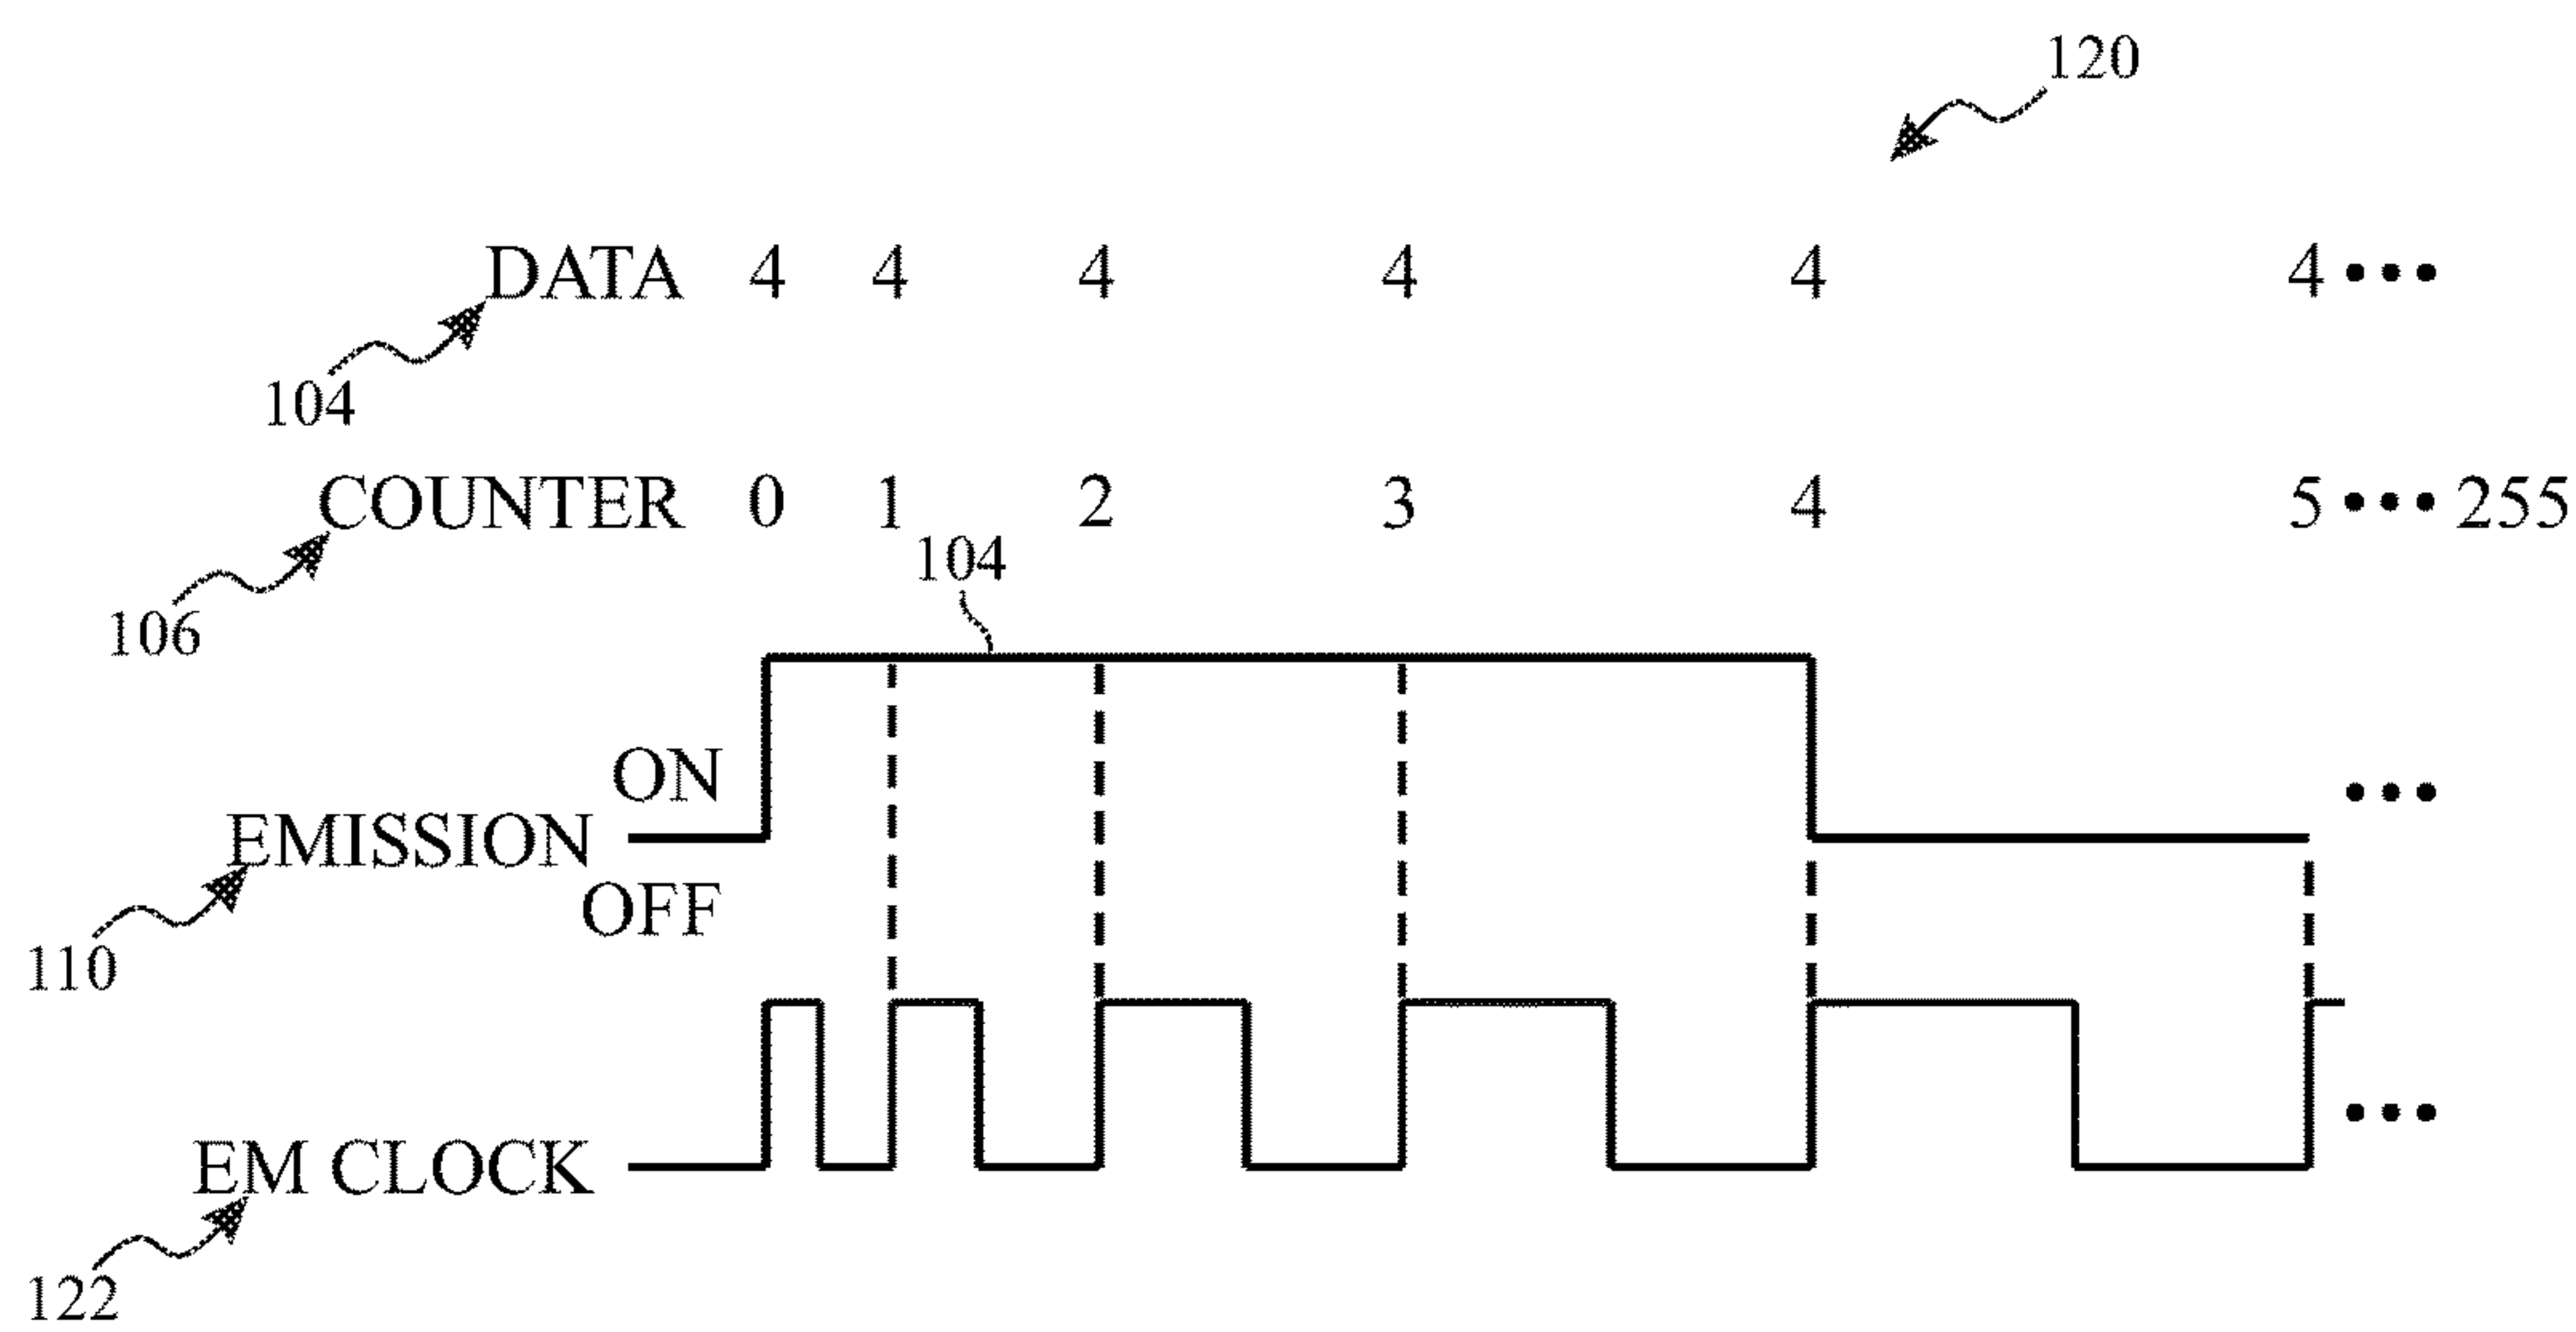 120
DATA 4 4 4 4 4 4 •••
104
COUNTER 0 1 2 3 4 5 ••• 255
104
106
ON
EMISSION •••
OFF
110
EM CLOCK •••
122